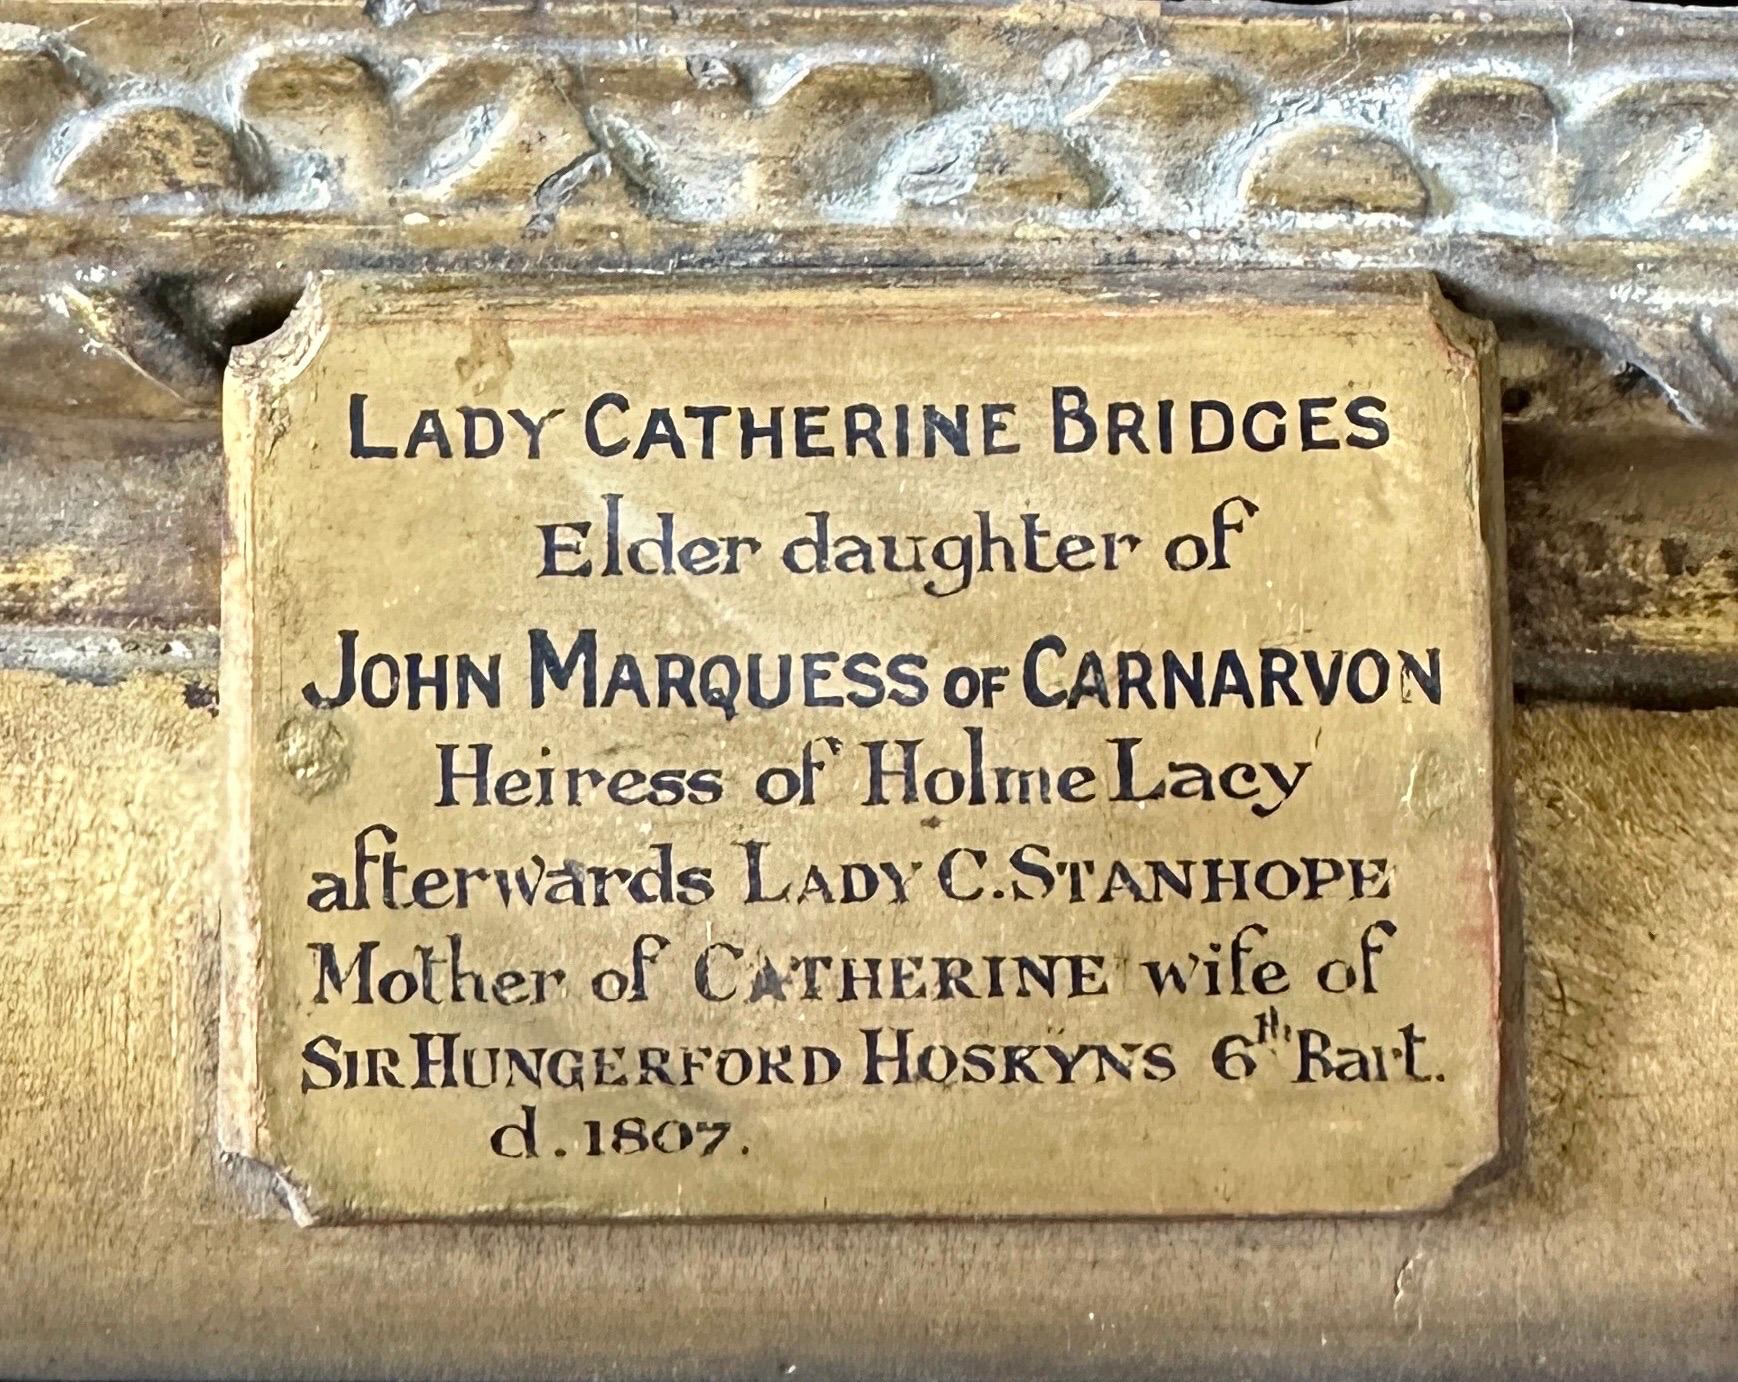 LADY CATHERINE BRIDGES
Elder daughter of
JOHN MARQUESS OF CARNARVON
Heiress of Holme Lacy
afterwards LADY C. STANHOPE
Mother of CATHERINE wife of
SIR HUNGERFORD HOSKYNS 6th Bart.
d. 1807.